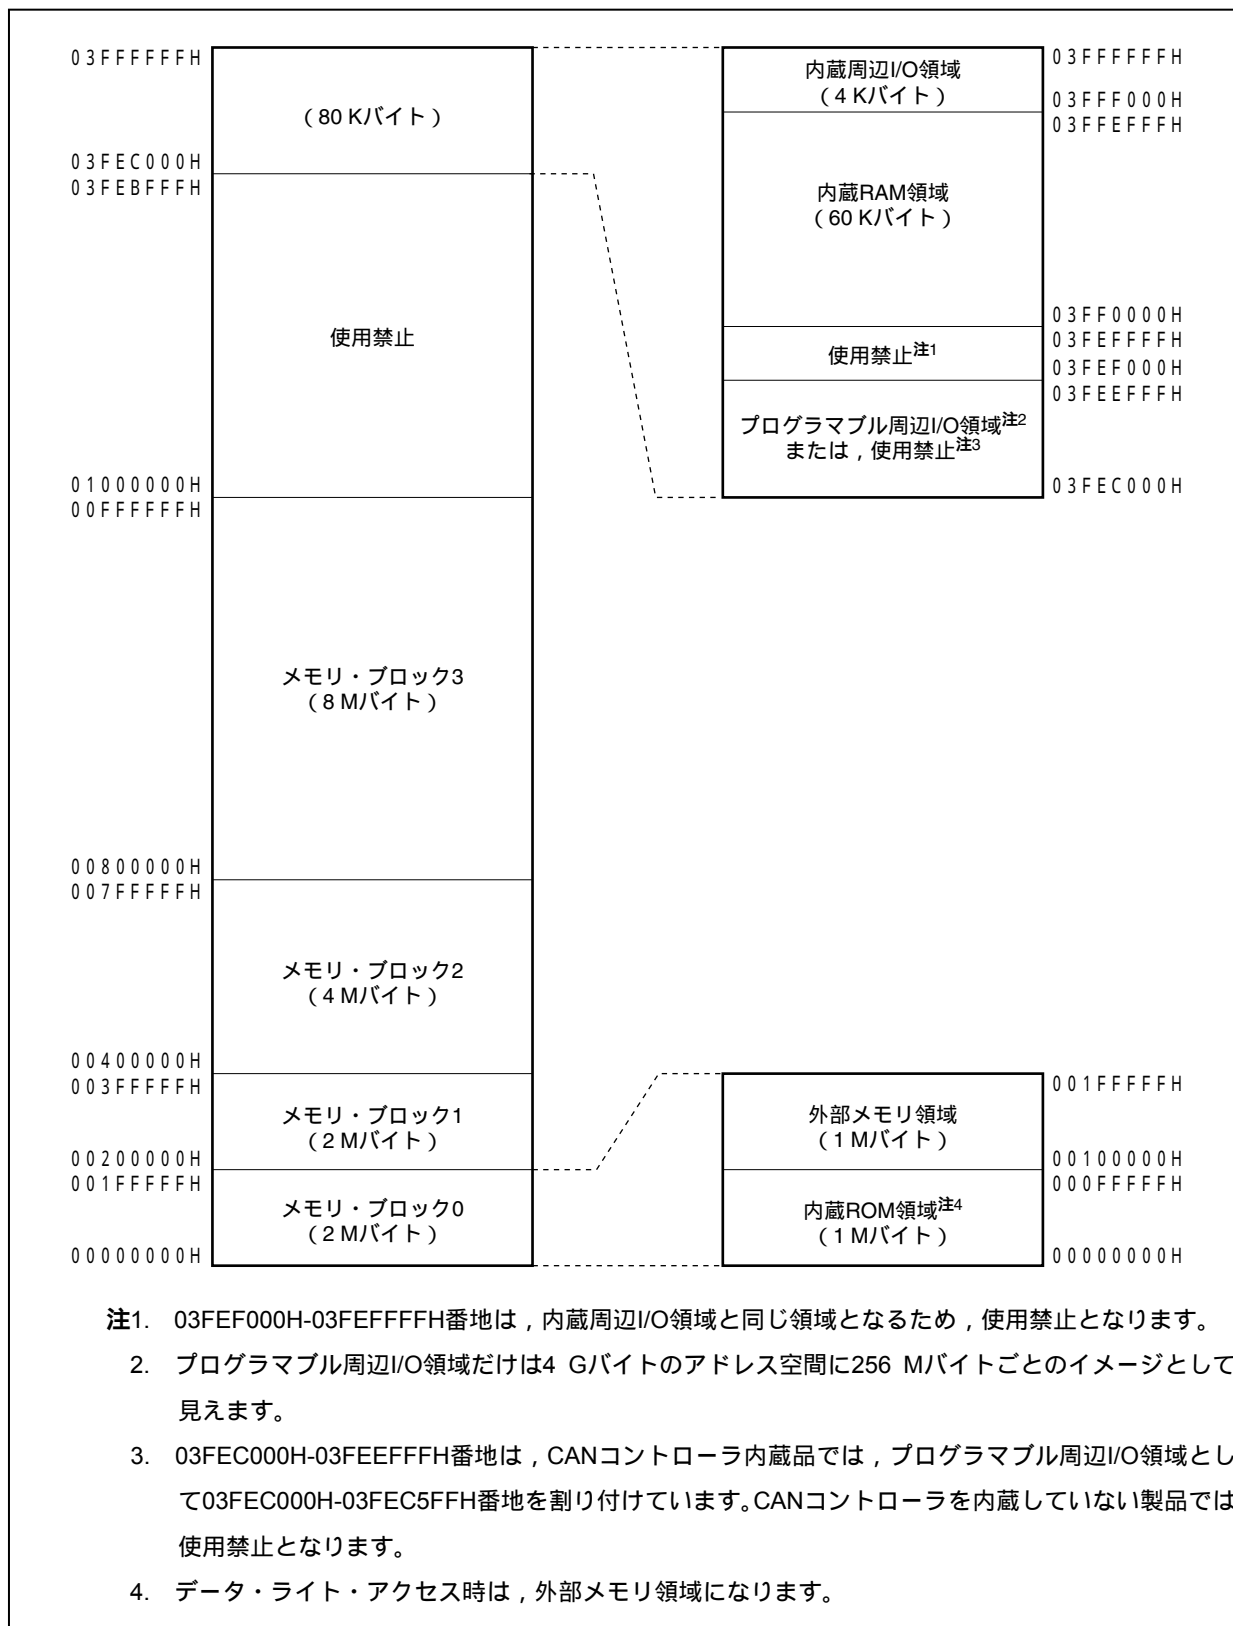 03FFFFFFH
(80 Kバイト)
03FEC000H
03FEBFFFH
使用禁止
01000000H
00FFFFFFH
メモリ・ブロック3
(8 Mバイト)
00800000H
007FFFFFH
メモリ・ブロック2
(4 Mバイト)
00400000H
003FFFFFH
メモリ・ブロック1
(2 Mバイト)
00200000H
001FFFFFH
メモリ・ブロック0
(2 Mバイト)
00000000H
内蔵周辺I/O領域
(4 Kバイト)
03FFFFFFH
03FFF000H
03FFEFFFH
内蔵RAM領域
(60 Kバイト)
03FF0000H
03FEFFFFH
使用禁止注1
03FEF000H
03FEEFFFH
プログラマブル周辺I/O領域注2
または,使用禁止注3
03FEC000H
001FFFFFH
外部メモリ領域
(1 Mバイト)
00100000H
000FFFFFH
内蔵ROM領域注4
(1 Mバイト)
00000000H
注1. 03FEF000H-03FEFFFFH番地は,内蔵周辺I/O領域と同じ領域となるため,使用禁止となります。
2. プログラマブル周辺I/O領域だけは4 Gバイトのアドレス空間に256 Mバイトごとのイメージとして
見えます。
3. 03FEC000H-03FEEFFFH番地は,CANコントローラ内蔵品では,プログラマブル周辺I/O領域とし
て03FEC000H-03FEC5FFH番地を割り付けています。CANコントローラを内蔵していない製品では
使用禁止となります。
4. データ・ライト・アクセス時は,外部メモリ領域になります。